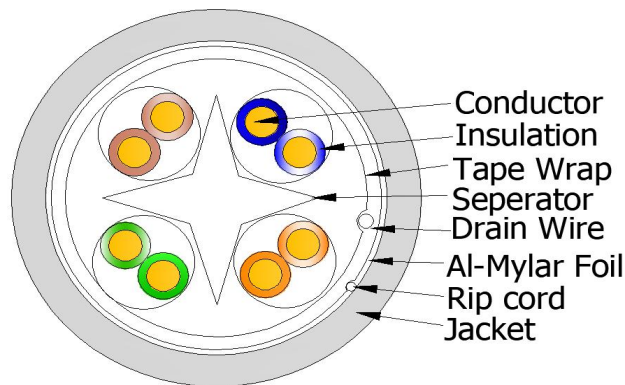 Conductor
Insulation
Tape Wrap
Seperator
Drain Wire
Al-Mylar Foil
Rip cord
Jacket